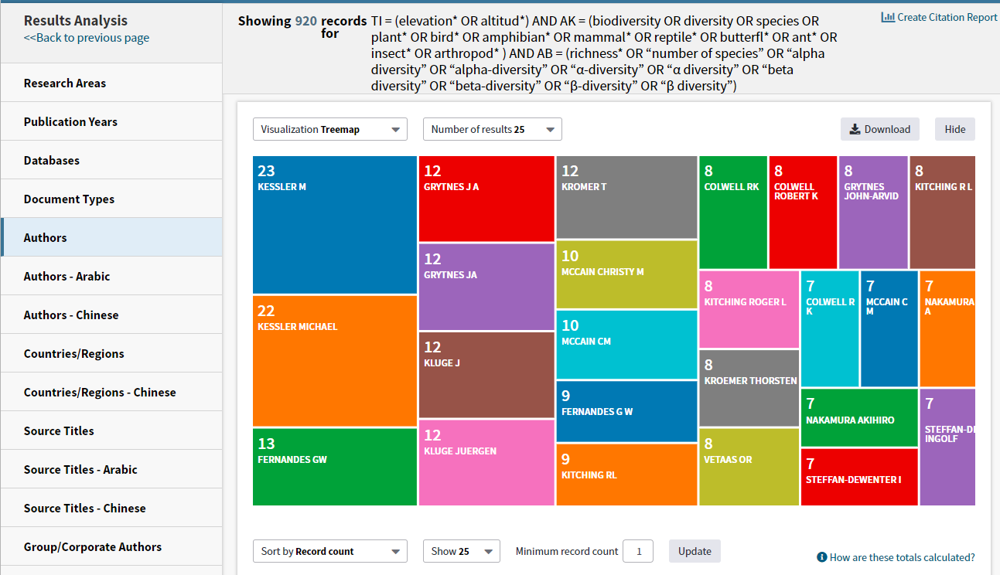 Results Analysis
<<Back to previous page
Research Areas
Publication Years
Databases
Document Types
Authors
Authors - Arabic
Authors - Chinese
Countries/Regions
Countries/Regions - Chinese
Source Titles
Source Titles - Arabic
Source Titles - Chinese
Group/Corporate Authors
Showing 920 records
for
TI = (elevation* OR altitud*) AND AK = (biodiversity OR diversity OR species OR
plant* OR bird* OR amphibian* OR mammal* OR reptile* OR butterfl* OR ant* OR
insect* OR arthropod* ) AND AB = (richness* OR “number of species” OR “alpha
diversity” OR “alpha-diversity” OR “α-diversity” OR “α diversity” OR “beta
diversity” OR “beta-diversity” OR “β-diversity” OR “β diversity”)
Create Citation Report
Visualization Treemap
Number of results 25
Download
Hide
23
KESSLER M
22
KESSLER MICHAEL
13
FERNANDES GW
12
GRYTNES J A
12
GRYTNES JA
12
KLUGE J
12
KLUGE JUERGEN
12
KROMER T
10
MCCAIN CHRISTY M
10
MCCAIN CM
9
FERNANDES G W
9
KITCHING RL
8
COLWELL RK
8
COLWELL
ROBERT K
8
GRYTNES
JOHN-ARVID
8
KITCHING R L
8
KITCHING ROGER L
8
KROEMER THORSTEN
8
VETAAS OR
7
COLWELL R
K
7
MCCAIN C
M
7
NAKAMURA
A
7
NAKAMURA AKIHIRO
7
STEFFAN-DEWENTER I
7
STEFFAN-D
INGOLF
Sort by Record count
Show 25
Minimum record count 1
Update
How are these totals calculated?